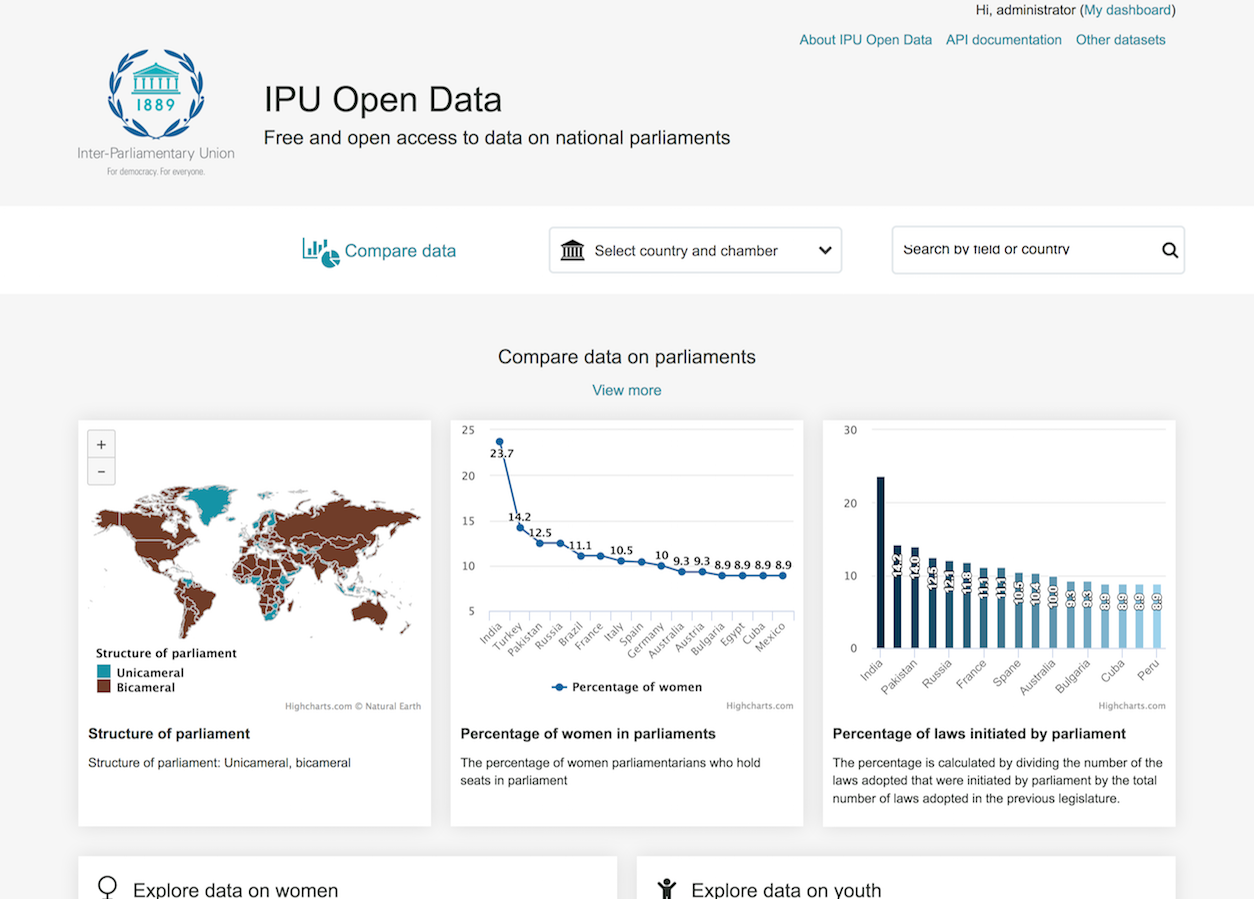 Hi, administrator (My dashboard)
About IPU Open Data API documentation Other datasets
1889
Inter-Parliamentary Union
For democracy. For everyone.
IPU Open Data
Free and open access to data on national parliaments
Compare data
Select country and chamber
Search by field or country
Compare data on parliaments
View more
+
−
Structure of parliament
Unicameral
Bicameral
Highcharts.com © Natural Earth
Structure of parliament
Structure of parliament: Unicameral, bicameral
25
20
15
10
5
23.7
14.2
12.5
11.1
10.5
10
9.3
9.3
8.9
8.9
8.9
8.9
India
Turkey
Pakistan
Russia
Brazil
France
Italy
Spain
Germany
Australia
Austria
Bulgaria
Egypt
Cuba
Mexico
Percentage of women
Highcharts.com
Percentage of women in parliaments
The percentage of women parliamentarians who hold
seats in parliament
30
20
10
0
14.2
14.0
12.5
12.1
11.8
11.1
11.1
10.5
10.4
10.0
9.3
9.3
8.9
8.9
8.9
8.9
India
Pakistan
Russia
France
Spane
Australia
Bulgaria
Cuba
Peru
Highcharts.com
Percentage of laws initiated by parliament
The percentage is calculated by dividing the number of the
laws adopted that were initiated by parliament by the total
number of laws adopted in the previous legislature.
Explore data on women
Explore data on youth